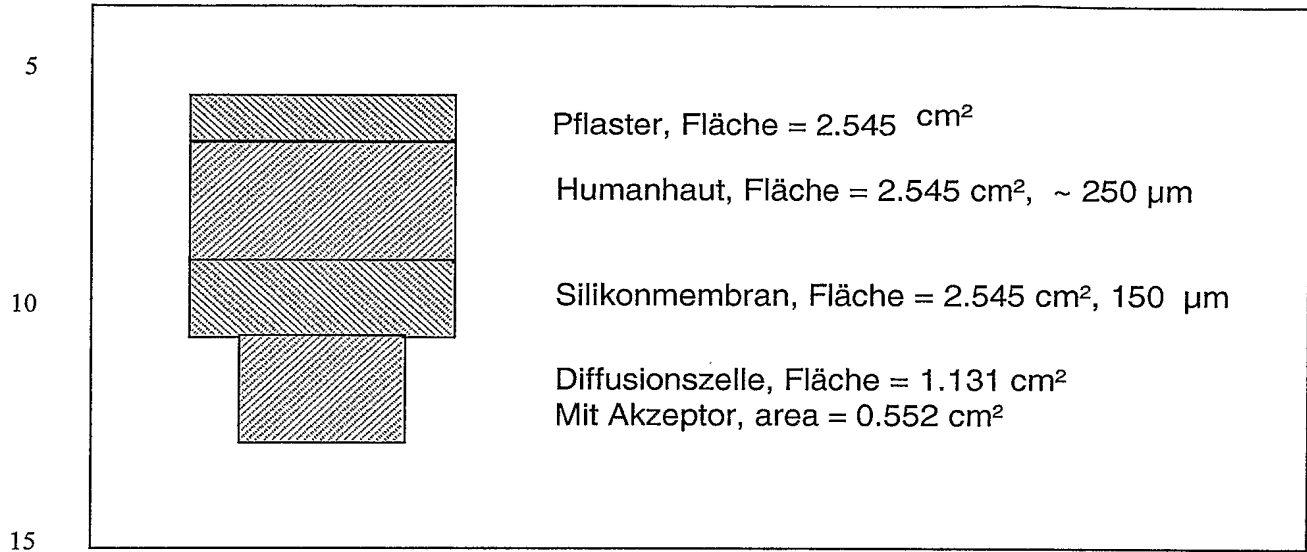 5
Pflaster, Fläche = 2.545 cm²
Humanhaut, Fläche = 2.545 cm², ~ 250 µm
10
Silikonmembran, Fläche = 2.545 cm², 150 µm
Diffusionszelle, Fläche = 1.131 cm²
Mit Akzeptor, area = 0.552 cm²
15